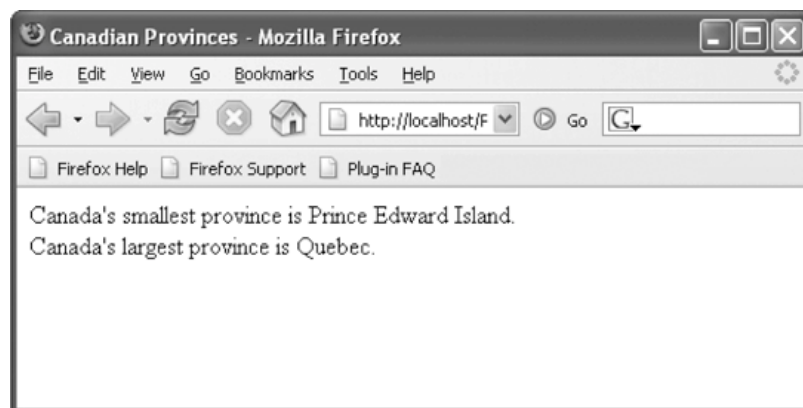 Canadian Provinces - Mozilla Firefox
File Edit View Go Bookmarks Tools Help
http://localhost/F Go G
Firefox Help Firefox Support Plug-in FAQ
Canada's smallest province is Prince Edward Island.
Canada's largest province is Quebec.